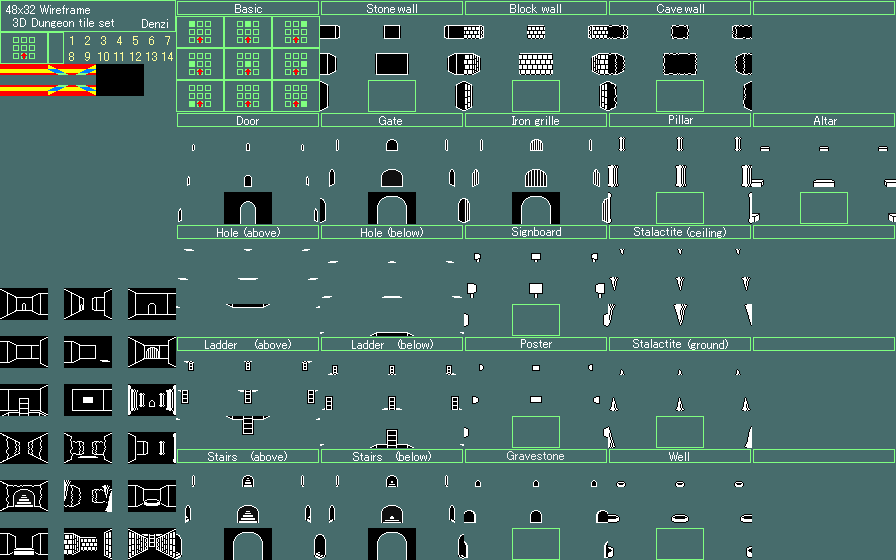 48x32 Wireframe
3D Dungeon tile set Denzi
1 2 3 4 5 6 7
8 9 10 11 12 13 14
Basic Stone wall Block wall Cave wall
Door Gate Iron grille Pillar Altar
Hole (above) Hole (below) Signboard Stalactite (ceiling)
Ladder (above) Ladder (below) Poster Stalactite (ground)
Stairs (above) Stairs (below) Gravestone Well